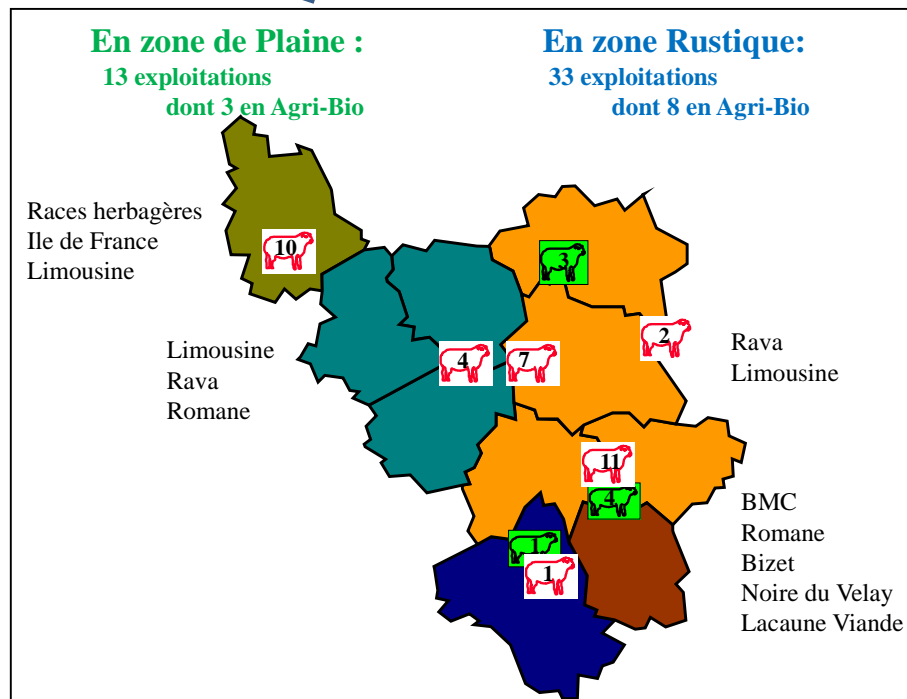 En zone de Plaine :
13 exploitations
dont 3 en Agri-Bio
En zone Rustique:
33 exploitations
dont 8 en Agri-Bio
Races herbagères
Ile de France
Limousine
10
3
2
Rava
Limousine
Limousine
Rava
Romane
4
7
11
4
BMC
Romane
Bizet
Noire du Velay
Lacaune Viande
1
1